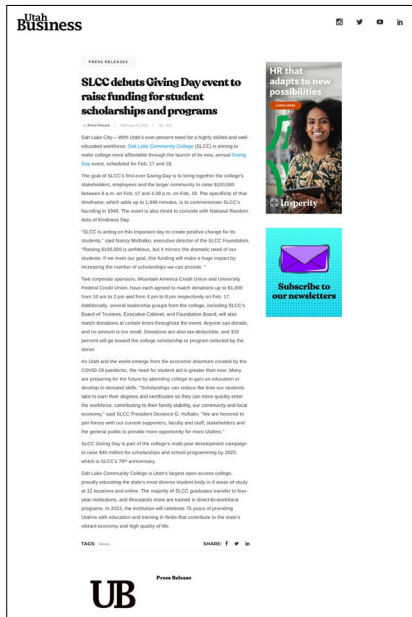 Utah
Business
PRESS RELEASES
SLCC debuts Giving Day event to
raise funding for student
scholarships and programs
by Press Release
Salt Lake City— With Utah's ever-present need for a highly skilled and well-
educated workforce, Salt Lake Community College (SLCC) is aiming to
make college more affordable through the launch of its new, annual Giving
Day event, scheduled for Feb. 17 and 18.
The goal of SLCC's first-ever Giving Day is to bring together the college's
stakeholders, employees and the larger community to raise $100,000
between 8 a.m. on Feb. 17 and 4:28 p.m. on Feb. 18. The specificity of that
timeframe, which adds up to 1,948 minutes, is to commemorate SLCC's
founding in 1948. The event is also timed to coincide with National Random
Acts of Kindness Day.
"SLCC is acting on this important day to create positive change for its
students," said Nancy Michalko, executive director of the SLCC Foundation.
"Raising $100,000 is ambitious, but it mirrors the dramatic need of our
students. If we meet our goal, this funding will make a huge impact by
increasing the number of scholarships we can provide. "
Two corporate sponsors, Mountain America Credit Union and University
Federal Credit Union, have each agreed to match donations up to $1,000
from 10 am to 2 pm and from 4 pm to 8 pm respectively on Feb. 17.
Additionally, several leadership groups from the college, including SLCC's
Board of Trustees, Executive Cabinet, and Foundation Board, will also
match donations at certain times throughout the event. Anyone can donate,
and no amount is too small. Donations are also tax-deductible, and 100
percent will go toward the college scholarship or program selected by the
donor.
As Utah and the world emerge from the economic downturn created by the
COVID-19 pandemic, the need for student aid is greater than ever. Many
are preparing for the future by attending college to gain an education or
develop in-demand skills. "Scholarships can reduce the time our students
take to earn their degrees and certificates so they can more quickly enter
the workforce, contributing to their family stability, our community and local
economy," said SLCC President Deneece G. Huftalin. "We are honored to
join forces with our current supporters, faculty and staff, stakeholders and
the general public to provide more opportunity for more Utahns."
SLCC Giving Day is part of the college's multi-year development campaign
to raise $40 million for scholarships and school programming by 2023,
which is SLCC's 75th anniversary.
Salt Lake Community College is Utah's largest open-access college,
proudly educating the state's most diverse student body in 8 areas of study
at 12 locations and online. The majority of SLCC graduates transfer to four-
year institutions, and thousands more are trained in direct-to-workforce
programs. In 2023, the institution will celebrate 75 years of providing
Utahns with education and training in fields that contribute to the state's
vibrant economy and high quality of life.
TAGS: News
SHARE:
HR that
adapts to new
possibilities
LEARN MORE
Insperity
Subscribe to
our newsletters
UB
Press Release